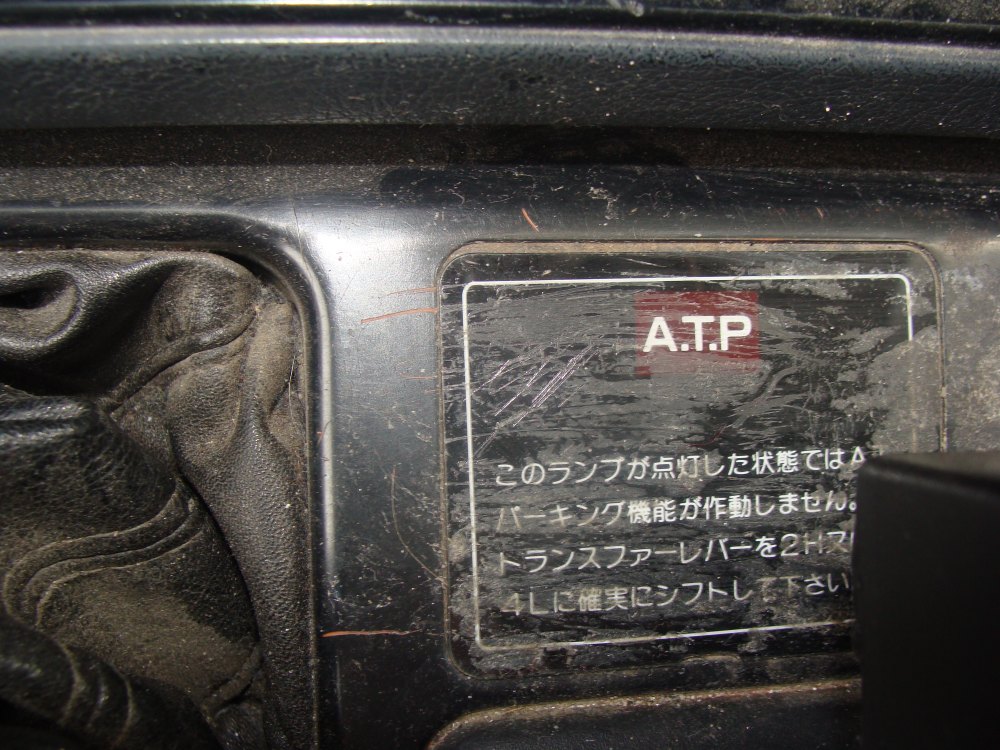 A.T.P
このランプが点灯した状態ではA
パーキング機能が作動しません。
トランスファーレバーを2H又
4Lに確実にシフトして下さい